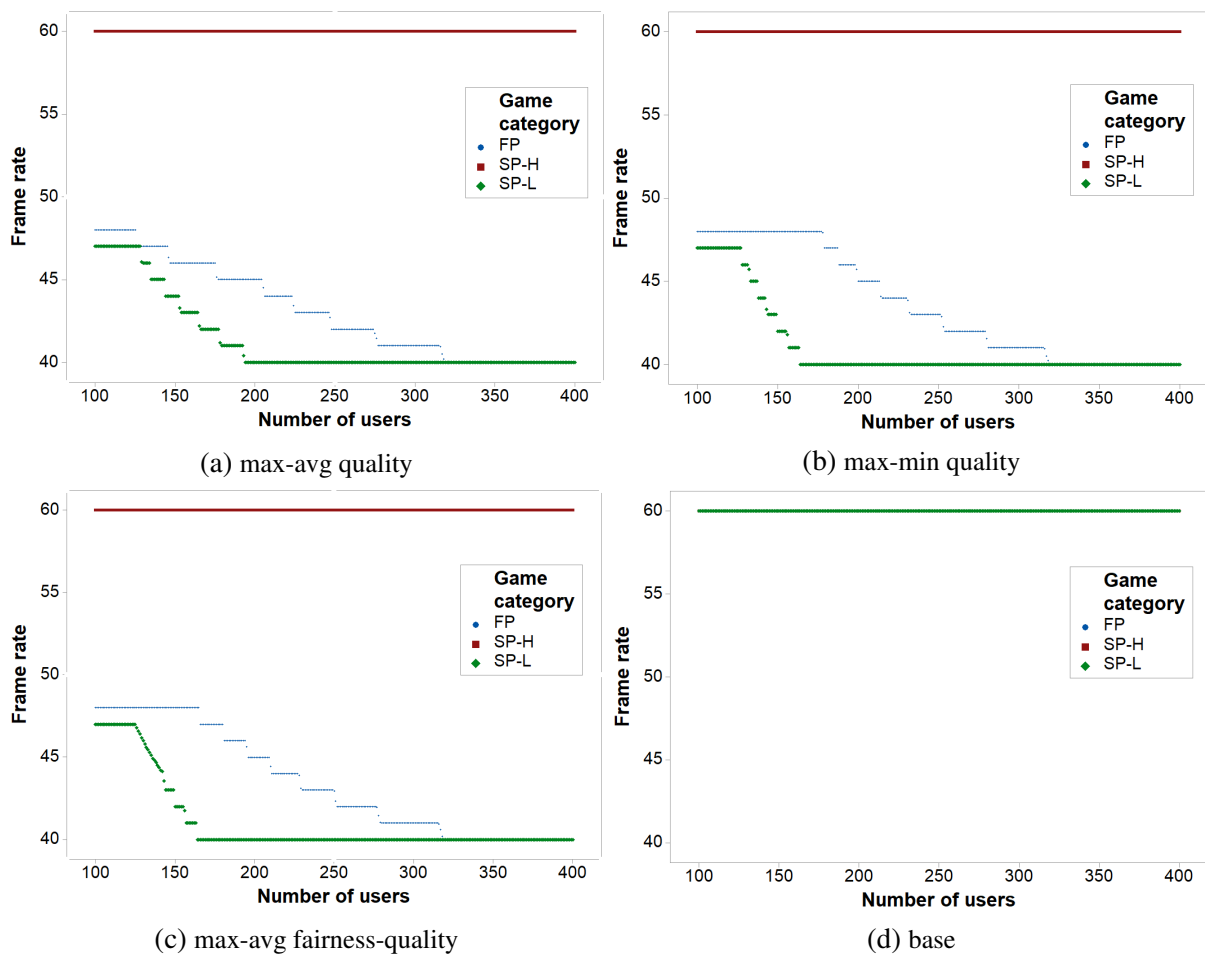 60
55
50
45
40
Frame rate
Game
category
FP
SP-H
SP-L
100 150 200 250 300 350 400
Number of users
(a) max-avg quality
60
55
50
45
40
Frame rate
Game
category
FP
SP-H
SP-L
100 150 200 250 300 350 400
Number of users
(b) max-min quality
60
55
50
45
40
Frame rate
Game
category
FP
SP-H
SP-L
100 150 200 250 300 350 400
Number of users
(c) max-avg fairness-quality
60
55
50
45
40
Frame rate
Game
category
FP
SP-H
SP-L
100 150 200 250 300 350 400
Number of users
(d) base